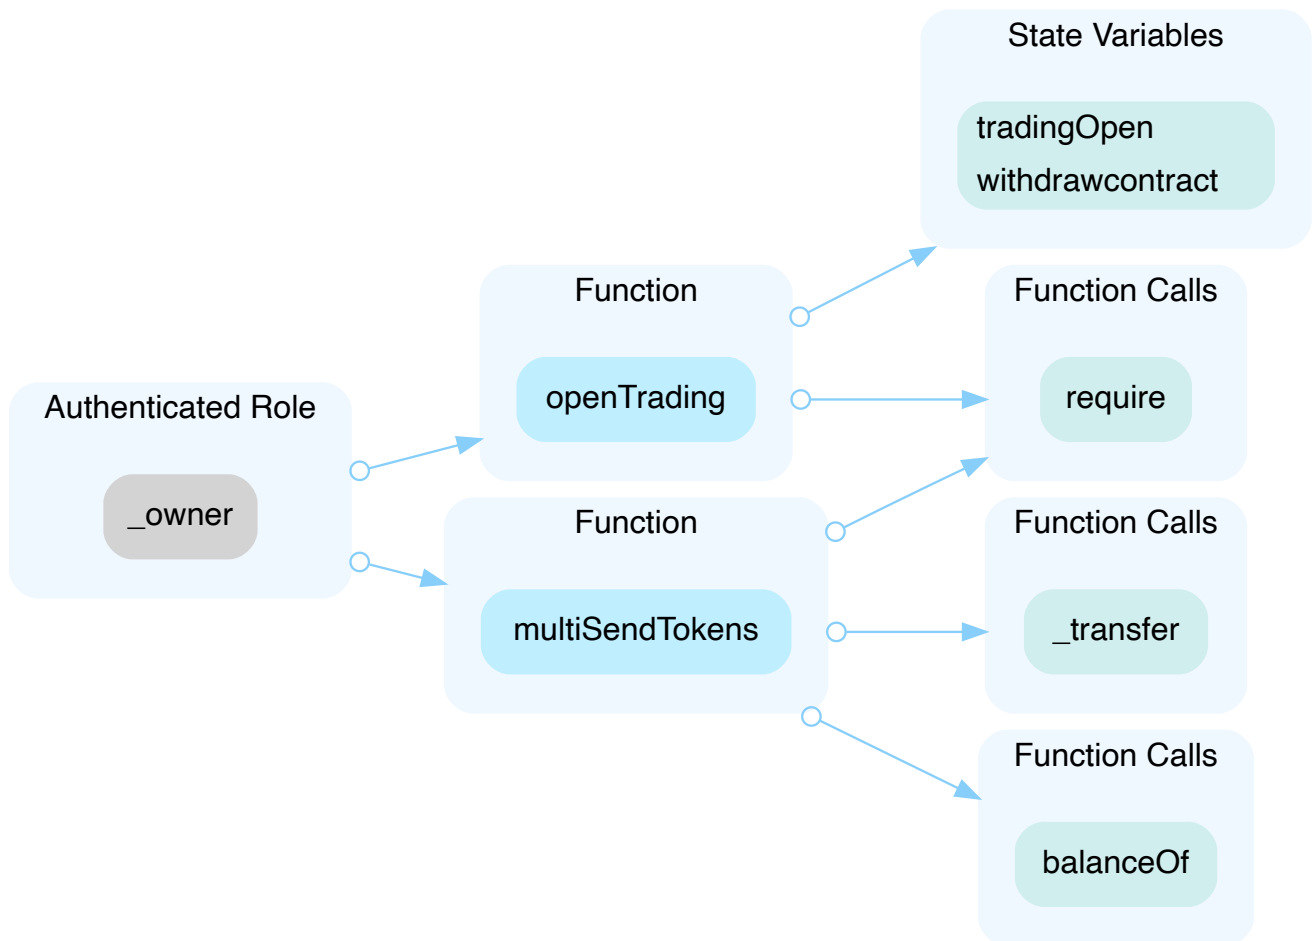 State Variables
tradingOpen
withdrawcontract
Function
openTrading
Function Calls
require
Authenticated Role
_owner
Function
multiSendTokens
Function Calls
_transfer
Function Calls
balanceOf